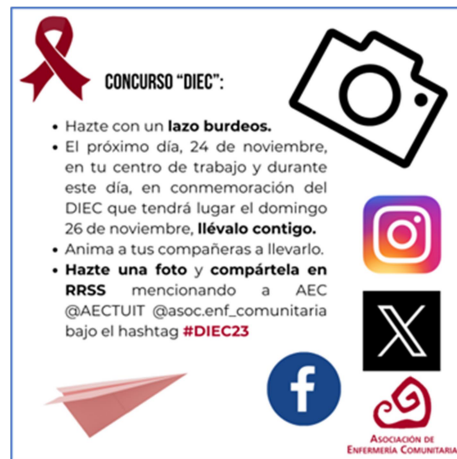 CONCURSO "DIEC":
• Hazte con un lazo burdeos.
• El próximo día, 24 de noviembre,
en tu centro de trabajo y durante
este día, en conmemoración del
DIEC que tendrá lugar el domingo
26 de noviembre, llévalo contigo.
• Anima a tus compañeras a llevarlo.
• Hazte una foto y compártela en
RRSS mencionando a AEC
@AECTUIT @asoc.enf_comunitaria
bajo el hashtag #DIEC23
ASOCIACIÓN DE
ENFERMERÍA COMUNITARIA